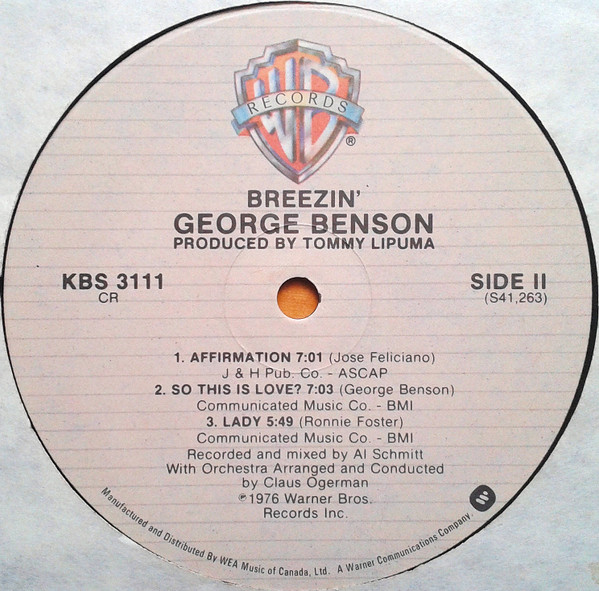 WB
RECORDS
®
BREEZIN'
GEORGE BENSON
PRODUCED BY TOMMY LIPUMA
KBS 3111
CR
SIDE II
(S41,263)
1. AFFIRMATION 7:01 (Jose Feliciano)
J & H Pub. Co. - ASCAP
2. SO THIS IS LOVE? 7:03 (George Benson)
Communicated Music Co. - BMI
3. LADY 5:49 (Ronnie Foster)
Communicated Music Co. - BMI
Recorded and mixed by Al Schmitt
With Orchestra Arranged and Conducted
by Claus Ogerman
℗1976 Warner Bros.
Records Inc.
Manufactured and Distributed By WEA Music of Canada, Ltd. A Warner Communications Company.